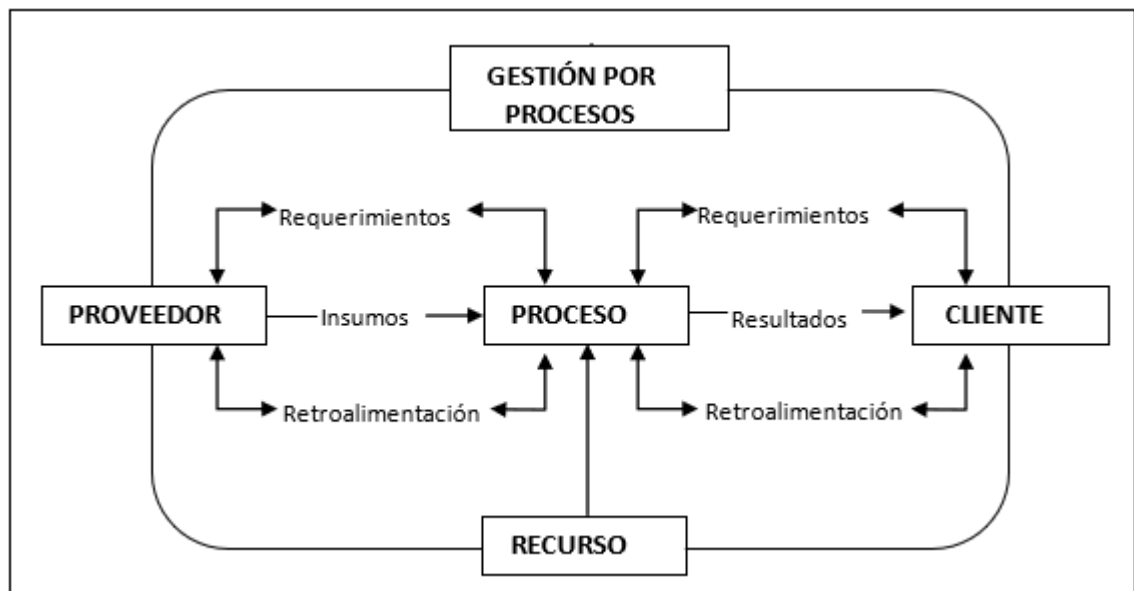 GESTIÓN POR
PROCESOS
Requerimientos
Requerimientos
PROVEEDOR
Insumos
PROCESO
Resultados
CLIENTE
Retroalimentación
Retroalimentación
RECURSO